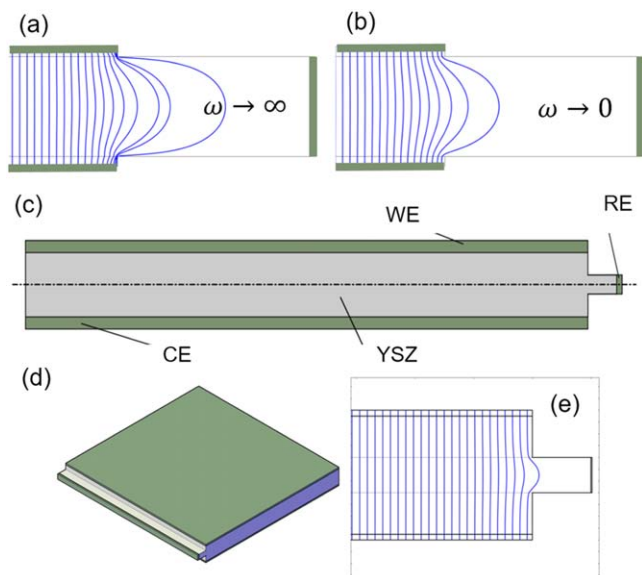 (a)
(b)
ω → ∞
ω → 0
(c)
WE
RE
CE
YSZ
(d)
(e)